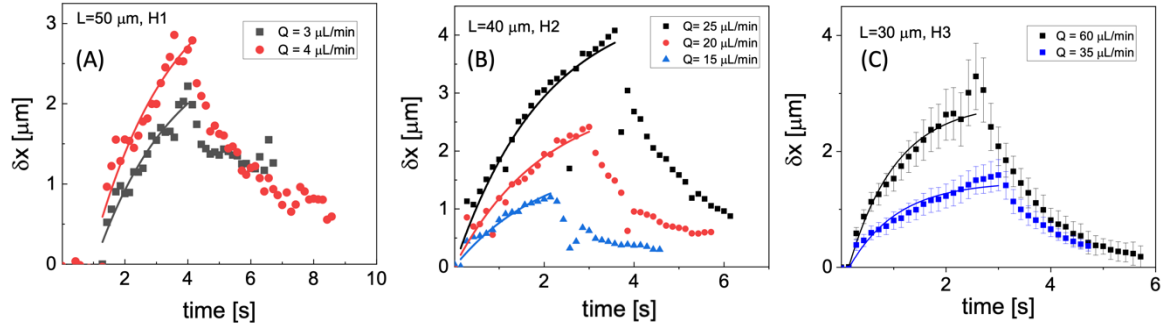 L=50 μm, H1
(A)
Q= 3 μL/min
Q= 4 μL/min
δx [μm]
0
1
2
3
2
4
6
8
10
time [s]
L=40 μm, H2
(B)
Q= 25 μL/min
Q= 20 μL/min
Q= 15 μL/min
δx [μm]
0
1
2
3
4
0
2
4
6
time [s]
L=30 μm, H3
(C)
Q= 60 μL/min
Q= 35 μL/min
δx [μm]
0
2
4
2
4
6
time [s]